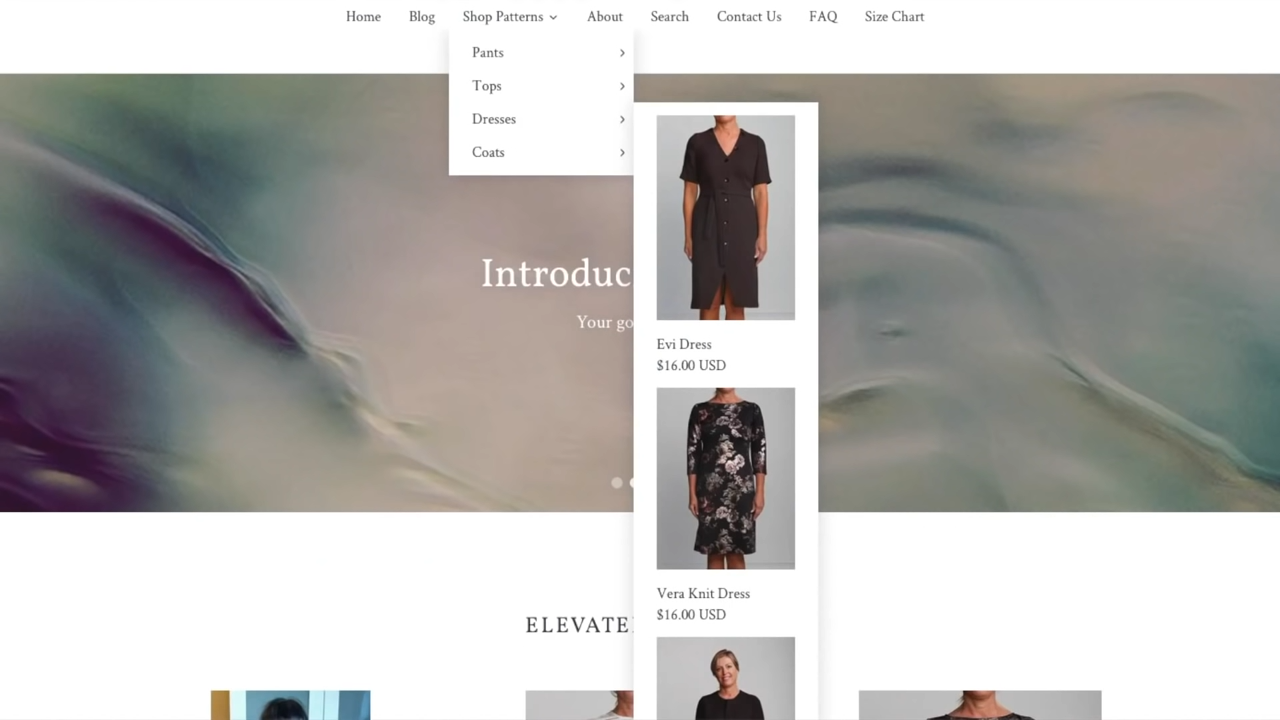 Home Blog Shop Patterns About Search Contact Us FAQ Size Chart
Pants
Tops
Dresses
Coats
Introduc
Your go
Evi Dress
$16.00 USD
Vera Knit Dress
$16.00 USD
ELEVATE